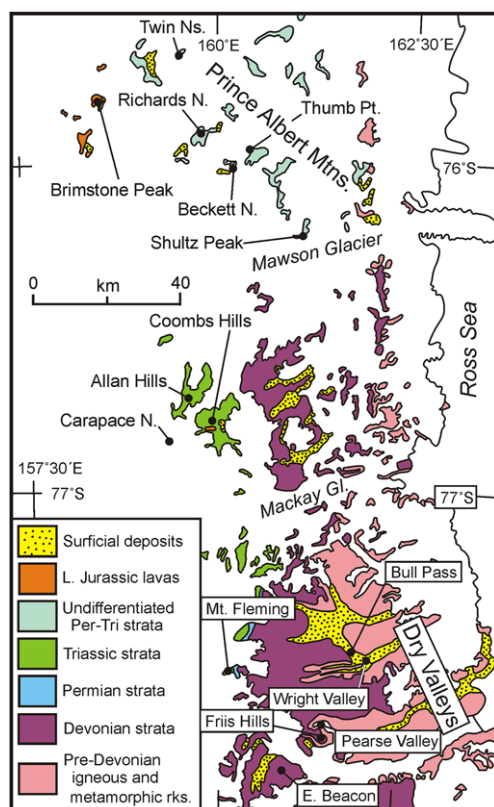 160°E
162°30'
Twin Ns.
Prince Albert Mtns.
Richards N.
Thumb Pt.
76°S
Brimstone Peak
Beckett N.
Shultz Peak
Mawson Glacier
0 km 40
Coombs Hills
Ross Sea
Allan Hills
Carapace N.
157°30'E
77°S
77°S
Mackay Gl.
Surficial deposits
L. Jurassic lavas
Undifferentiated
Per-Tri strata
Triassic strata
Permian strata
Devonian strata
Pre-Devonian
igneous and
metamorphic rks.
Bull Pass
Mt. Fleming
Dry Valleys
Wright Valley
Friis Hills
Pearse Valley
E. Beacon